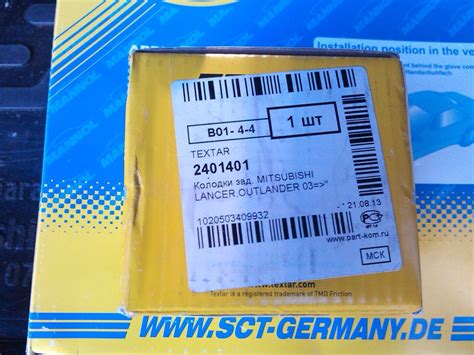 MANNOL
Installation position in the ve
B01- 4-4
1 ШТ
TEXTAR
2401401
Колодки зад. MITSUBISHI
LANCER,OUTLANDER 03=>"
21.08.13
1020503409932
www.part-kom.ru
МСК
www.textar.com
Textar is a registered trademark of TMD Friction
WWW.SCT-GERMANY.DE